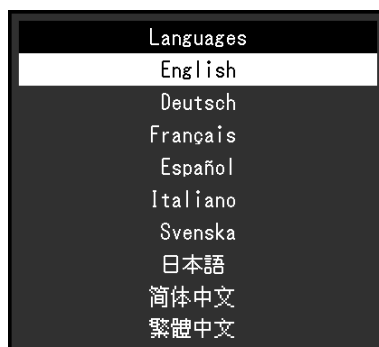 Languages
English
Deutsch
Français
Español
Italiano
Svenska
日本語
简体中文
繁體中文